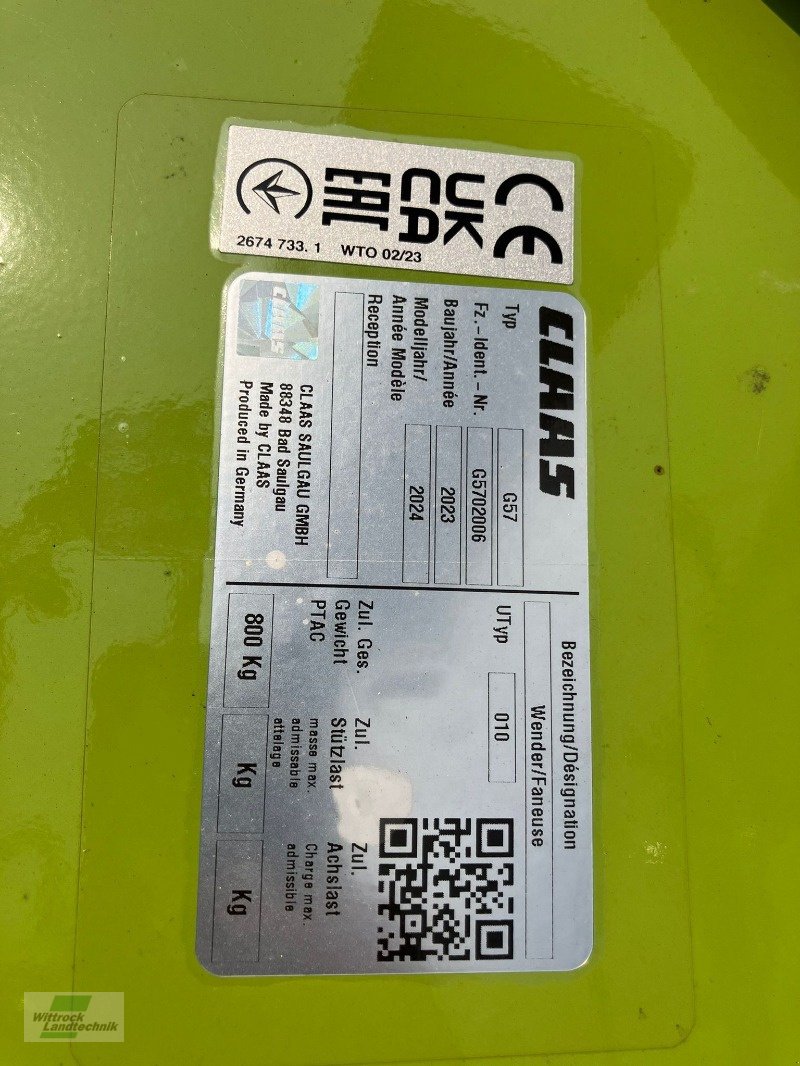 CE
UK
CA
EAC
2674 733. 1 WTO 02/23
CLAAS
Typ G57
Fz.-Ident.-Nr. G5702006
Baujahr/Année 2023
Modelljahr/
Année Modèle 2024
Reception
CLAAS
CLAAS SAULGAU GMBH
88348 Bad Saulgau
Made by CLAAS
Produced in Germany
Bezeichnung/Désignation
Wender/Faneuse
UTyp 010
Zul. Ges.
Gewicht
PTAC
800 Kg
Zul.
Stützlast
masse max.
admissable
attelage
Kg
Zul.
Achslast
Charge max.
admissible
Kg
Wittrock
Landtechnik